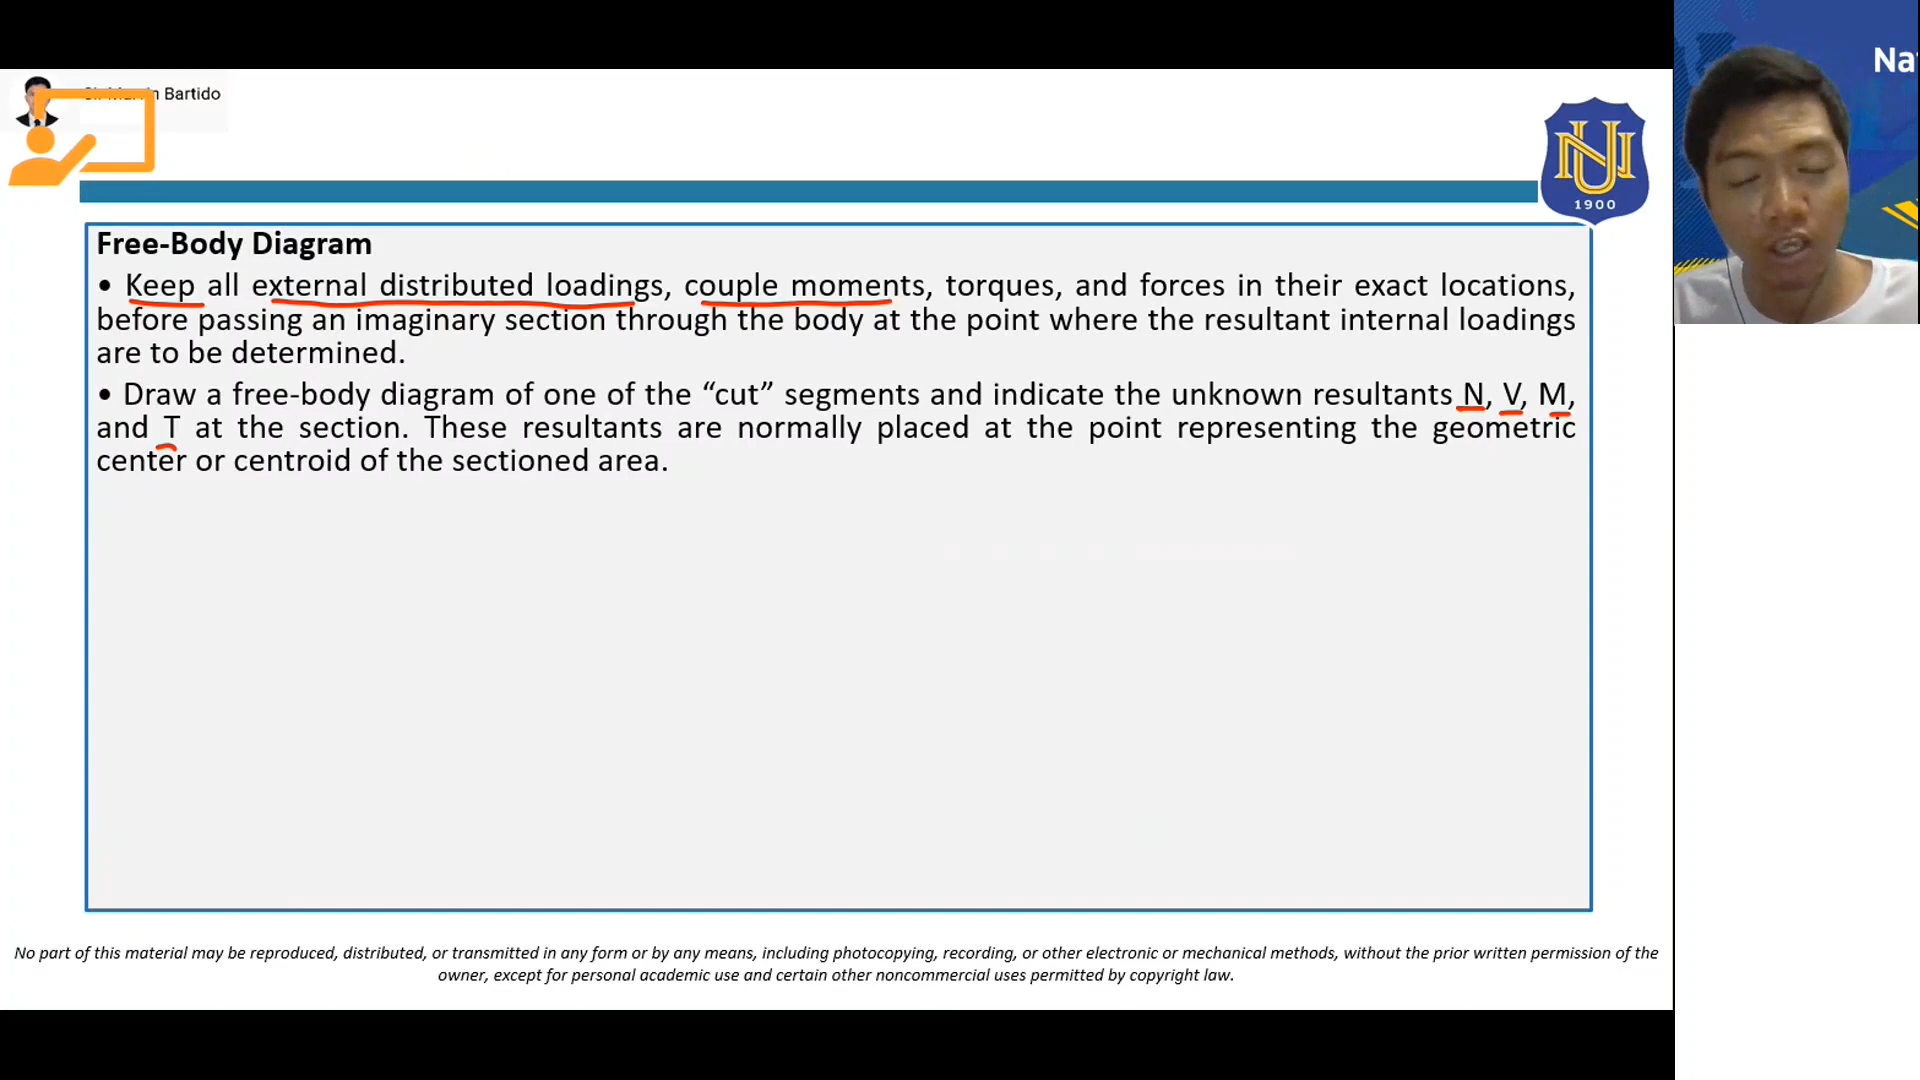 Bartido
Na
1900
Free-Body Diagram
• Keep all external distributed loadings, couple moments, torques, and forces in their exact locations,
before passing an imaginary section through the body at the point where the resultant internal loadings
are to be determined.
• Draw a free-body diagram of one of the “cut” segments and indicate the unknown resultants N, V, M,
and T at the section. These resultants are normally placed at the point representing the geometric
center or centroid of the sectioned area.
No part of this material may be reproduced, distributed, or transmitted in any form or by any means, including photocopying, recording, or other electronic or mechanical methods, without the prior written permission of the
owner, except for personal academic use and certain other noncommercial uses permitted by copyright law.